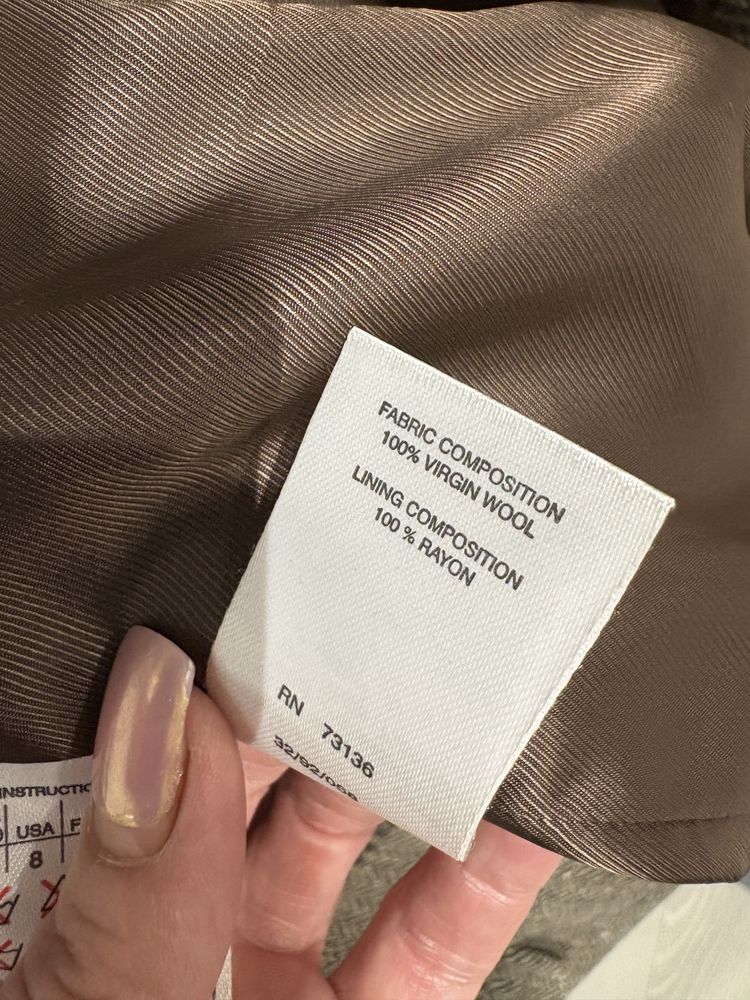 FABRIC COMPOSITION
100% VIRGIN WOOL
LINING COMPOSITION
100 % RAYON
RN 73136
USA
8